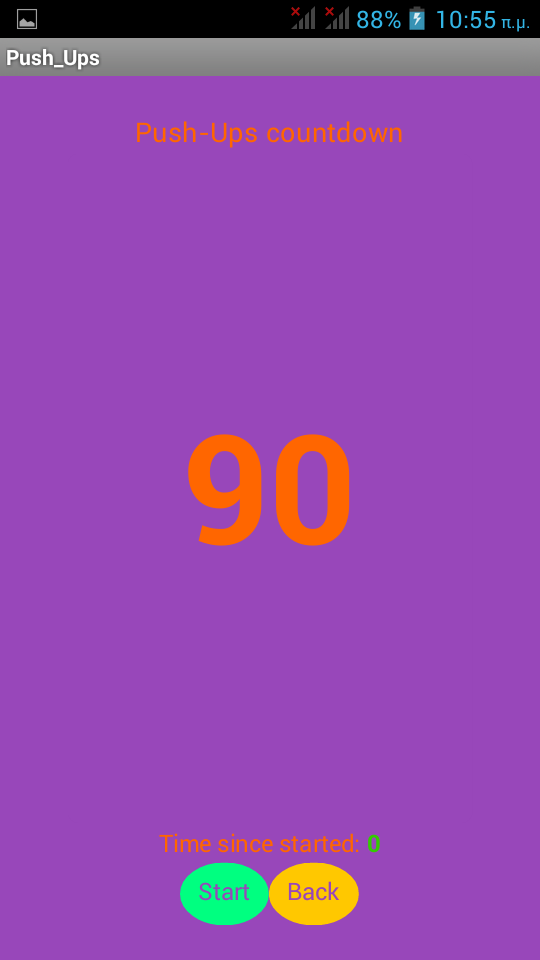 88% 10:55 π.μ.
Push_Ups
Push-Ups countdown
90
Time since started: 0
Start Back